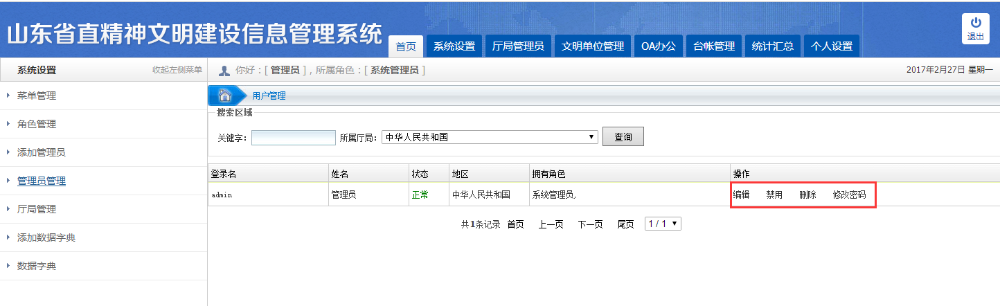 山东省直精神文明建设信息管理系统
首页 系统设置 厅局管理员 文明单位管理 OA办公 台帐管理 统计汇总 个人设置
退出
系统设置 收起左侧菜单
你好:[ 管理员 ],所属角色:[ 系统管理员 ]
2017年2月27日 星期一
菜单管理
角色管理
添加管理员
管理员管理
厅局管理
添加数据字典
数据字典
用户管理
搜索区域
关键字: 所属厅局: 中华人民共和国 查询
登录名 姓名 状态 地区 拥有角色 操作
admin 管理员 正常 中华人民共和国 系统管理员, 编辑 禁用 删除 修改密码
共1条记录 首页 上一页 下一页 尾页 1 / 1